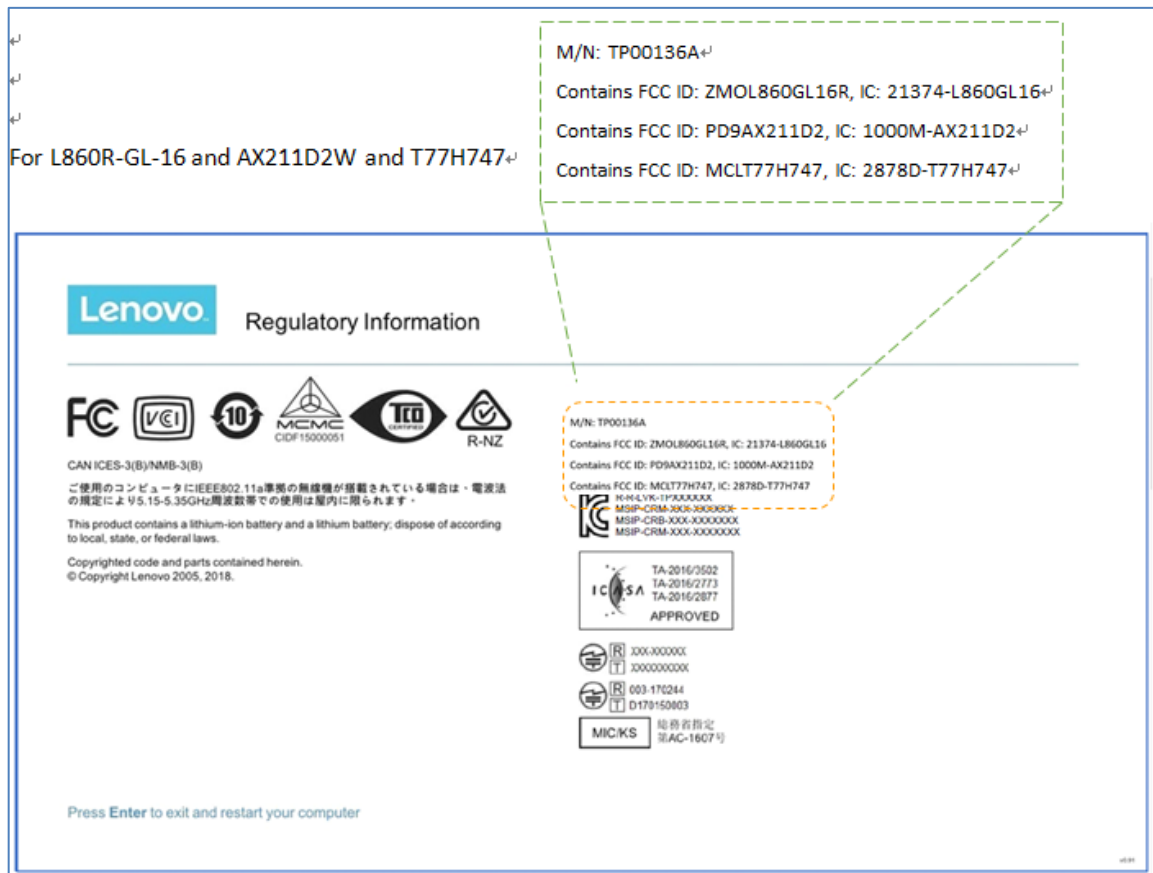 M/N: TP00136A
Contains FCC ID: ZMOL860GL16R, IC: 21374-L860GL16
Contains FCC ID: PD9AX211D2, IC: 1000M-AX211D2
For L860R-GL-16 and AX211D2W and T77H747
Contains FCC ID: MCLT77H747, IC: 2878D-T77H747
Lenovo
Regulatory Information
FC
VCI
10
MCMC
CIDF15000051
TCO
CERTIFIED
R-NZ
CAN ICES-3(B)/NMB-3(B)
ご使用のコンピュータにIEEE802.11a準拠の無線機が搭載されている場合は・電波法
の規定により5.15-5.35GHz周波数帯での使用は屋内に限られます・
This product contains a lithium-ion battery and a lithium battery; dispose of according
to local, state, or federal laws.
Copyrighted code and parts contained herein.
© Copyright Lenovo 2005, 2018.
M/N: TP00136A
Contains FCC ID: ZMOL860GL16R, IC: 21374-L860GL16
Contains FCC ID: PD9AX211D2, IC: 1000M-AX211D2
Contains FCC ID: MCLT77H747, IC: 2878D-T77H747
R-R-LVK-TPXXXXXX
MSIP-CRM-XXX-XXXXXXX
MSIP-CRB-XXX-XXXXXXX
MSIP-CRM-XXX-XXXXXXX
ICASA
TA-2016/3502
TA-2016/2773
TA-2016/2877
APPROVED
R XXX-XXXXXX
T XXXXXXXXXX
R 003-170244
T D170150003
MIC/KS
総務省指定
第AC-1607号
Press Enter to exit and restart your computer